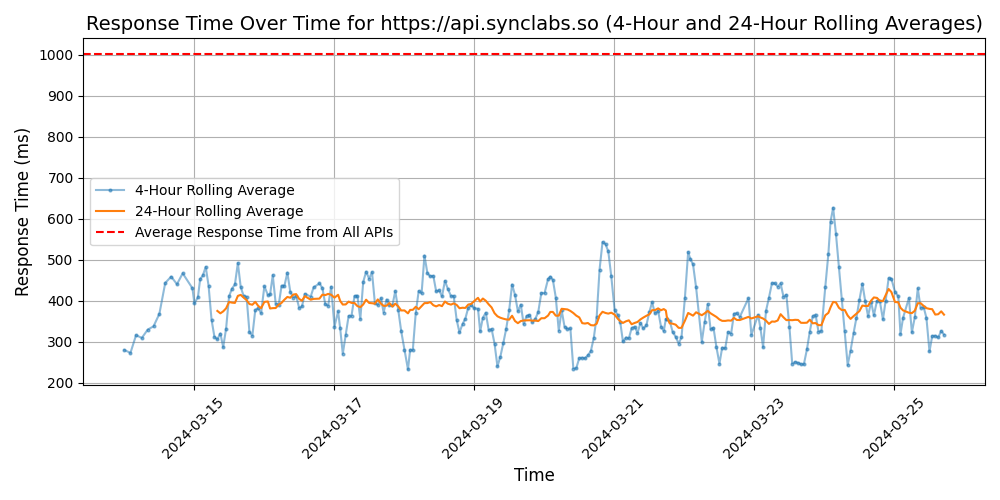 Response Time Over Time for https://api.synclabs.so (4-Hour and 24-Hour Rolling Averages)
Response Time (ms)
1000
900
800
700
600
500
400
300
200
4-Hour Rolling Average
24-Hour Rolling Average
Average Response Time from All APIs
2024-03-15
2024-03-17
2024-03-19
2024-03-21
2024-03-23
2024-03-25
Time